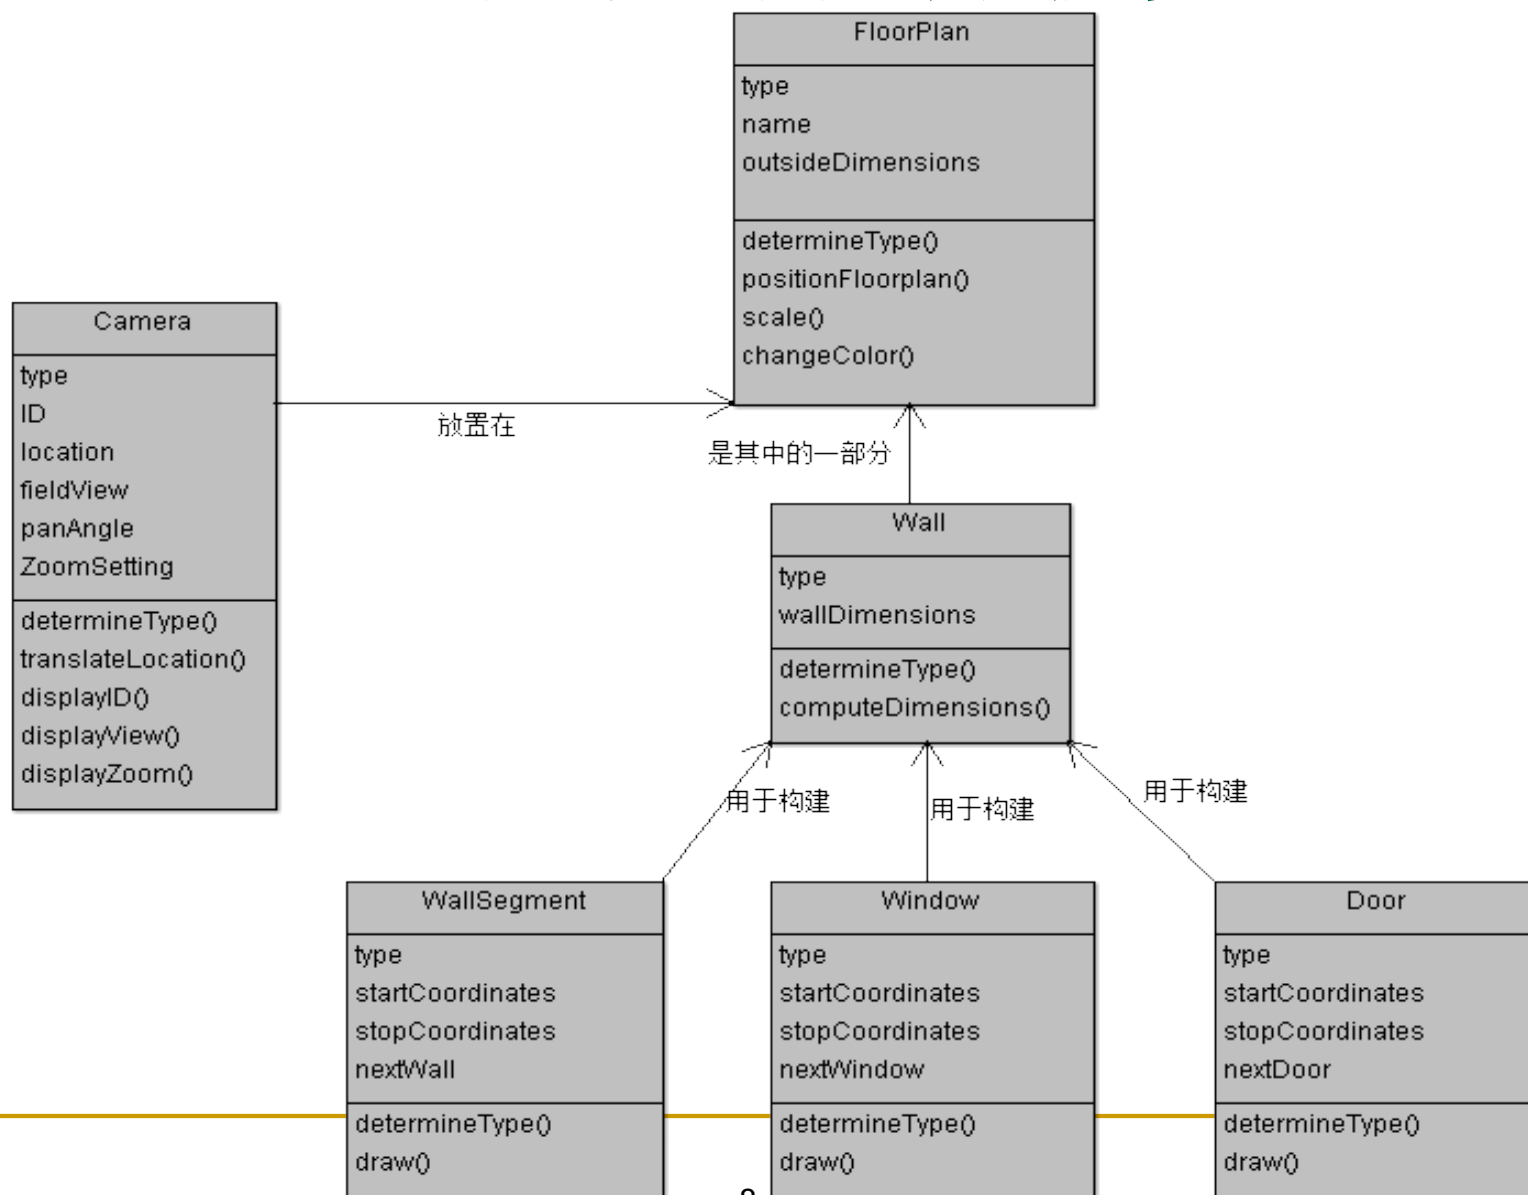 FloorPlan
type
name
outsideDimensions
determineType()
positionFloorplan()
scale()
changeColor()
Camera
type
ID
location
fieldView
panAngle
ZoomSetting
determineType()
translateLocation()
displayID()
displayView()
displayZoom()
放置在
是其中的一部分
Wall
type
wallDimensions
determineType()
computeDimensions()
用于构建
用于构建
用于构建
WallSegment
type
startCoordinates
stopCoordinates
nextWall
determineType()
draw()
Window
type
startCoordinates
stopCoordinates
nextWindow
determineType()
draw()
Door
type
startCoordinates
stopCoordinates
nextDoor
determineType()
draw()